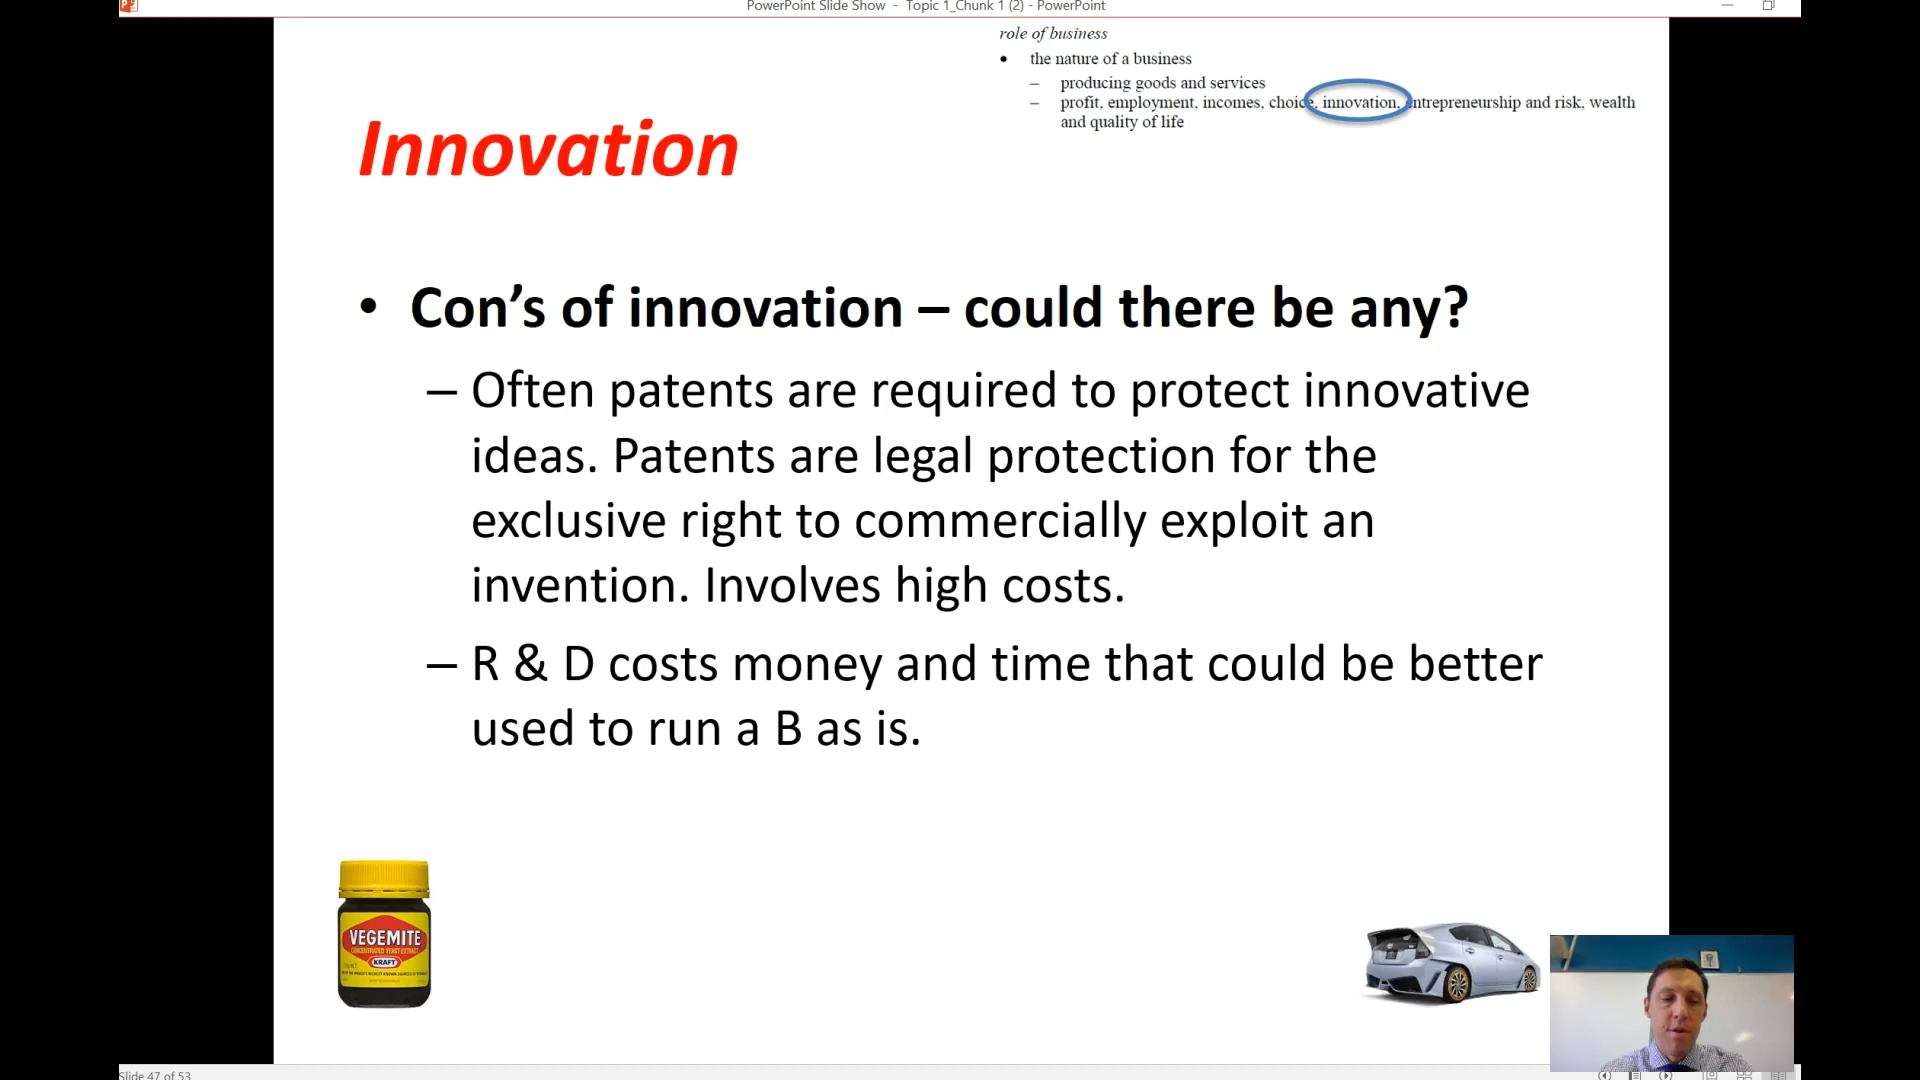 PowerPoint Slide Show - Topic 1_Chunk 1 (2) - PowerPoint
role of business
• the nature of a business
– producing goods and services
– profit, employment, incomes, choice, innovation, entrepreneurship and risk, wealth
and quality of life
Innovation
• Con’s of innovation – could there be any?
– Often patents are required to protect innovative
ideas. Patents are legal protection for the
exclusive right to commercially exploit an
invention. Involves high costs.
– R & D costs money and time that could be better
used to run a B as is.
VEGEMITE
CONCENTRATED YEAST EXTRACT
KRAFT
Slide 47 of 53